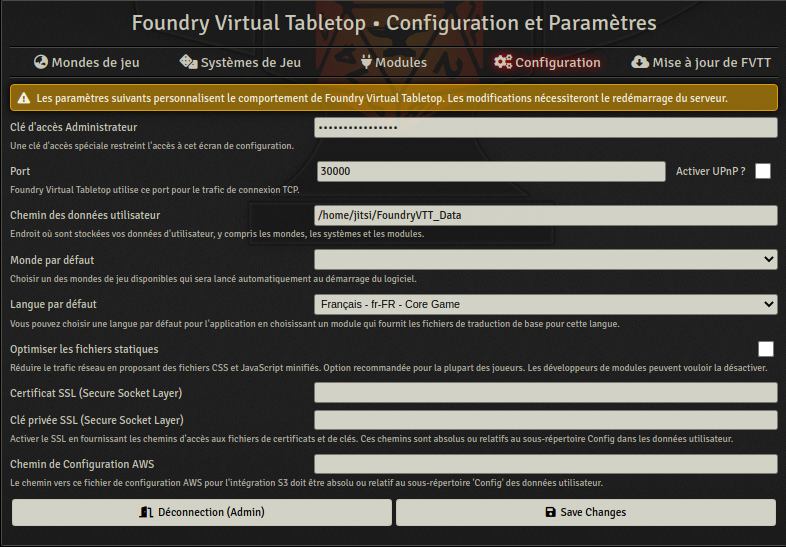 Foundry Virtual Tabletop • Configuration et Paramètres
Mondes de jeu Systèmes de Jeu Modules Configuration Mise à jour de FVTT
Les paramètres suivants personnalisent le comportement de Foundry Virtual Tabletop. Les modifications nécessiteront le redémarrage du serveur.
Clé d'accès Administrateur ••••••••••••••••
Une clé d'accès spéciale restreint l'accès à cet écran de configuration.
Port 30000 Activer UPnP ?
Foundry Virtual Tabletop utilise ce port pour le trafic de connexion TCP.
Chemin des données utilisateur /home/jitsi/FoundryVTT_Data
Endroit où sont stockées vos données d'utilisateur, y compris les mondes, les systèmes et les modules.
Monde par défaut
Choisir un des mondes de jeu disponibles qui sera lancé automatiquement au démarrage du logiciel.
Langue par défaut Français - fr-FR - Core Game
Vous pouvez choisir une langue par défaut pour l'application en choisissant un module qui fournit les fichiers de traduction de base pour cette langue.
Optimiser les fichiers statiques
Réduire le trafic réseau en proposant des fichiers CSS et JavaScript minifiés. Option recommandée pour la plupart des joueurs. Les développeurs de modules peuvent vouloir la désactiver.
Certificat SSL (Secure Socket Layer)
Clé privée SSL (Secure Socket Layer)
Activer le SSL en fournissant les chemins d'accès aux fichiers de certificats et de clés. Ces chemins sont absolus ou relatifs au sous-répertoire Config dans les données utilisateur.
Chemin de Configuration AWS
Le chemin vers ce fichier de configuration AWS pour l'intégration S3 doit être absolu ou relatif au sous-répertoire 'Config' des données utilisateur.
Déconnection (Admin) Save Changes